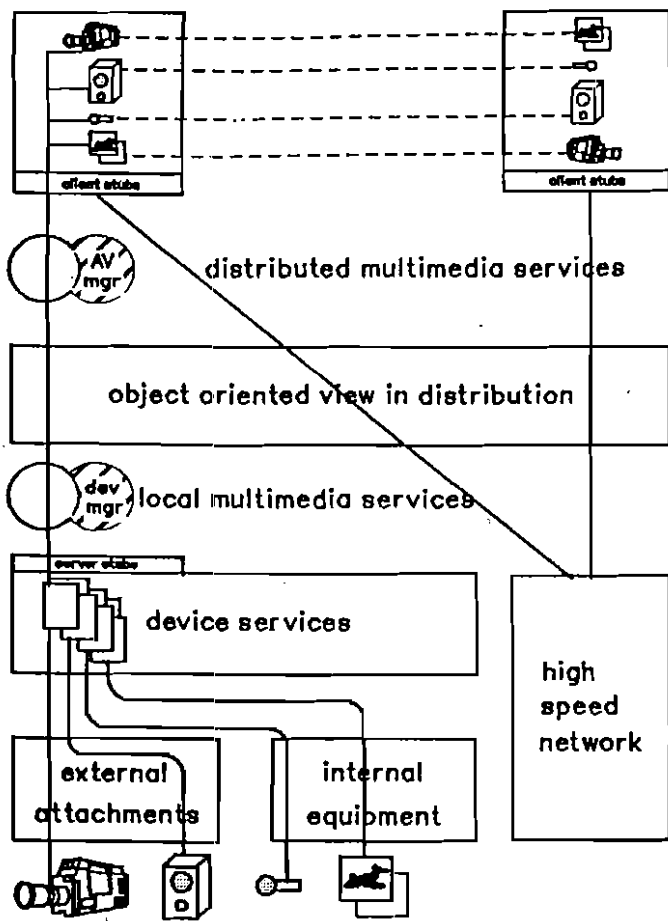 client stubs
client stubs
AV
mgr
distributed multimedia services
object oriented view in distribution
dev
mgr
local multimedia services
server stubs
device services
high
speed
network
external
attachments
internal
equipment